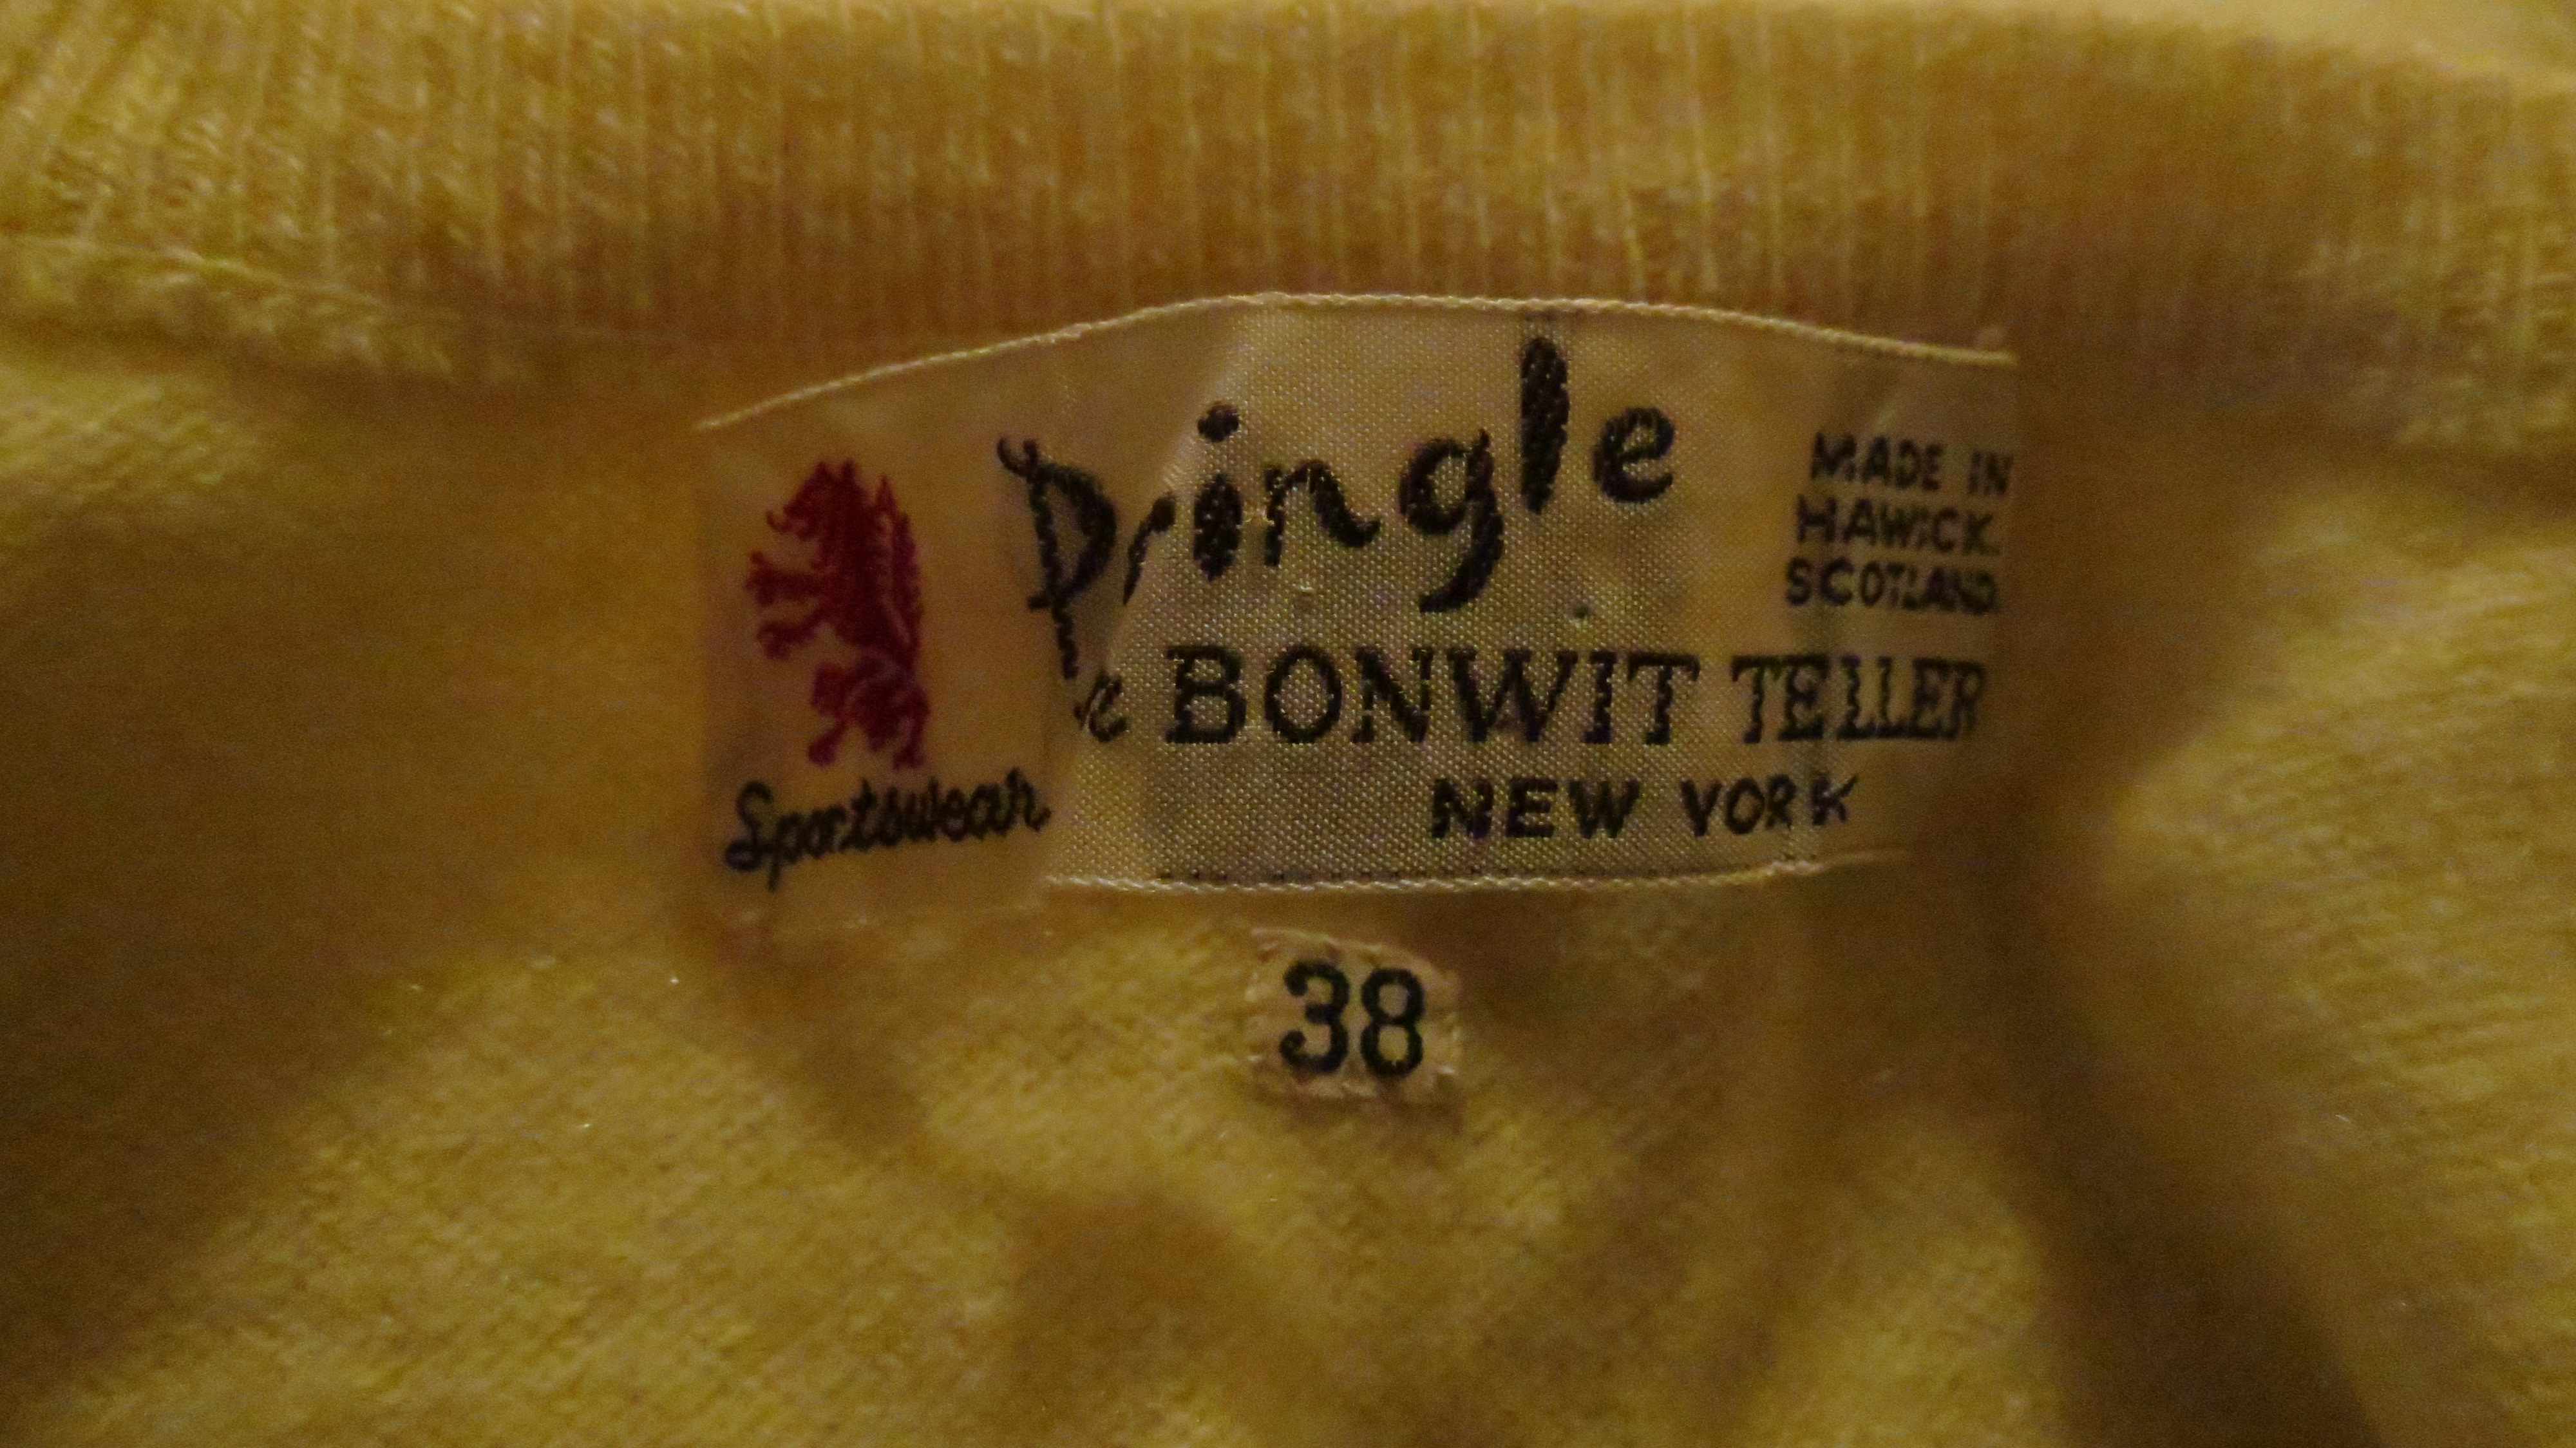 Pringle
MADE IN
HAWICK.
SCOTLAND.
BONWIT TELLER
NEW YORK
Sportswear
38